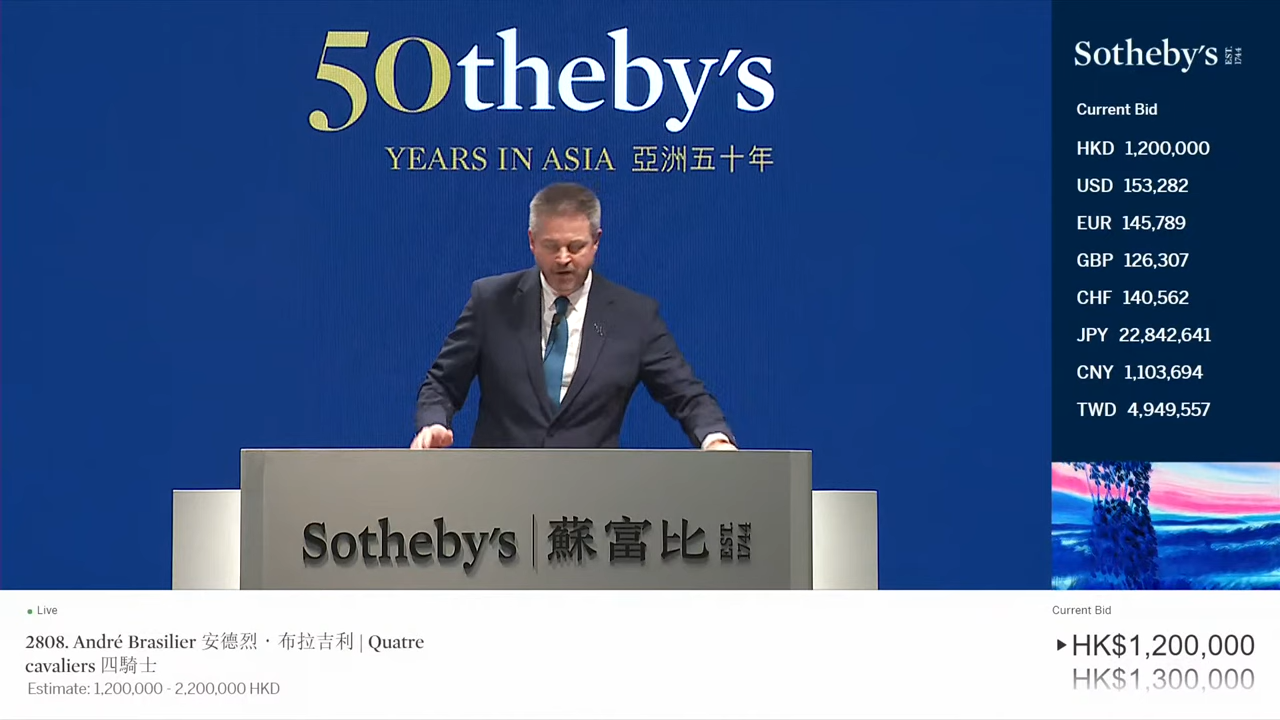 50theby's
YEARS IN ASIA 亞洲五十年
Sotheby's EST. 1744
Current Bid
HKD 1,200,000
USD 153,282
EUR 145,789
GBP 126,307
CHF 140,562
JPY 22,842,641
CNY 1,103,694
TWD 4,949,557
Sotheby's | 蘇富比 EST. 1744
Live
2808. André Brasilier 安德烈・布拉吉利 | Quatre
cavaliers 四騎士
Estimate: 1,200,000 - 2,200,000 HKD
Current Bid
HK$1,200,000
HK$1,300,000